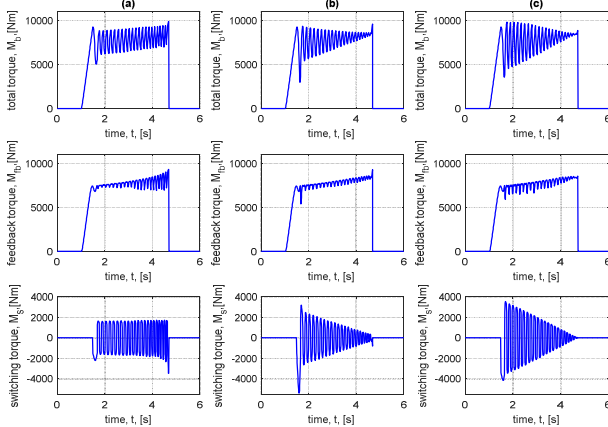 (a)
(b)
(c)
total torque, M_b,[Nm]
10000
5000
0
0 2 4 6
time, t, [s]
total torque, M_b,[Nm]
10000
5000
0
0 2 4 6
time, t, [s]
total torque, M_b,[Nm]
10000
5000
0
0 2 4 6
time, t, [s]
feedback torque, M_fb,[Nm]
10000
5000
0
0 2 4 6
time, t, [s]
feedback torque, M_fb,[Nm]
10000
5000
0
0 2 4 6
time, t, [s]
feedback torque, M_fb,[Nm]
10000
5000
0
0 2 4 6
time, t, [s]
switching torque, M_s,[Nm]
4000
2000
0
-2000
-4000
0 2 4 6
time, t, [s]
switching torque, M_s,[Nm]
4000
2000
0
-2000
-4000
0 2 4 6
time, t, [s]
switching torque, M_s,[Nm]
4000
2000
0
-2000
-4000
0 2 4 6
time, t, [s]